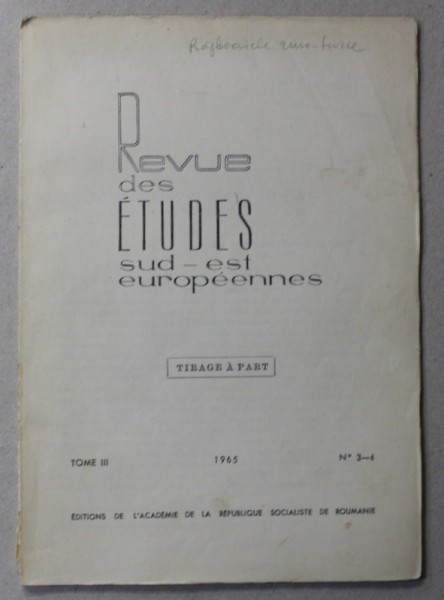 Războaiele ruso-turce
Revue
des
ÉTUDES
sud-est
européennes
TIRAGE À PART
TOME III 1965 N° 3-4
ÉDITIONS DE L'ACADÉMIE DE LA RÉPUBLIQUE SOCIALISTE DE ROUMANIE